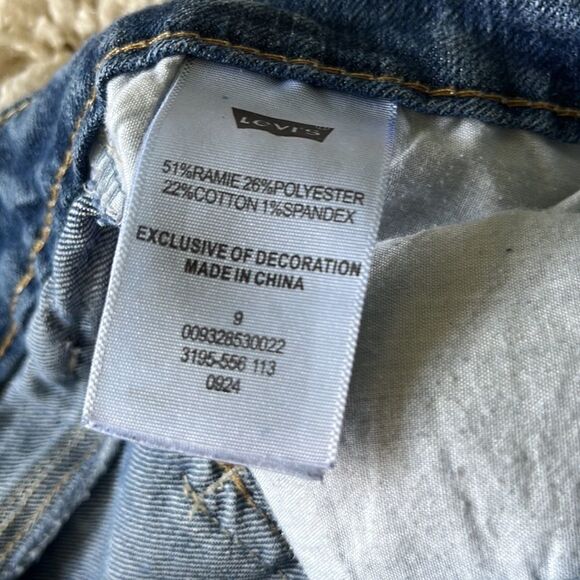 LEVI'S
51%RAMIE 26%POLYESTER
22%COTTON 1%SPANDEX
EXCLUSIVE OF DECORATION
MADE IN CHINA
9
009328530022
3195-556 113
0924